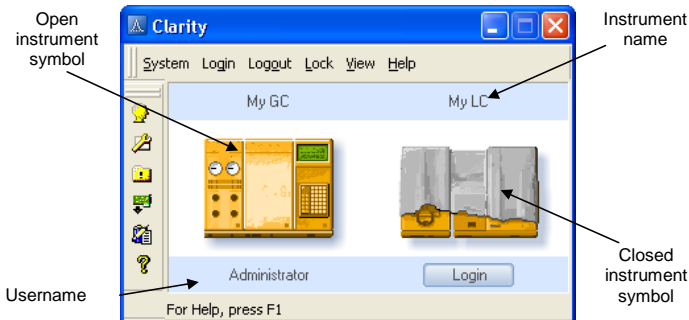 Open
instrument
symbol
Instrument
name
Clarity
System Login Logout Lock View Help
My GC
My LC
Administrator
Login
Username
Closed
instrument
symbol
For Help, press F1